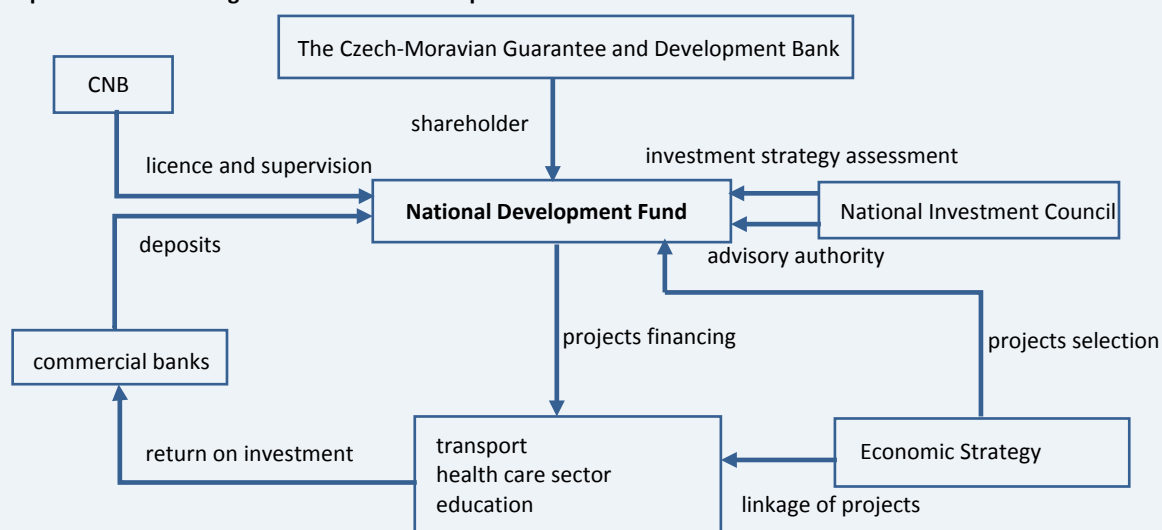 The Czech-Moravian Guarantee and Development Bank
CNB
shareholder
licence and supervision
investment strategy assessment
National Development Fund
National Investment Council
deposits
advisory authority
projects financing
projects selection
commercial banks
return on investment
transport
health care sector
education
Economic Strategy
linkage of projects